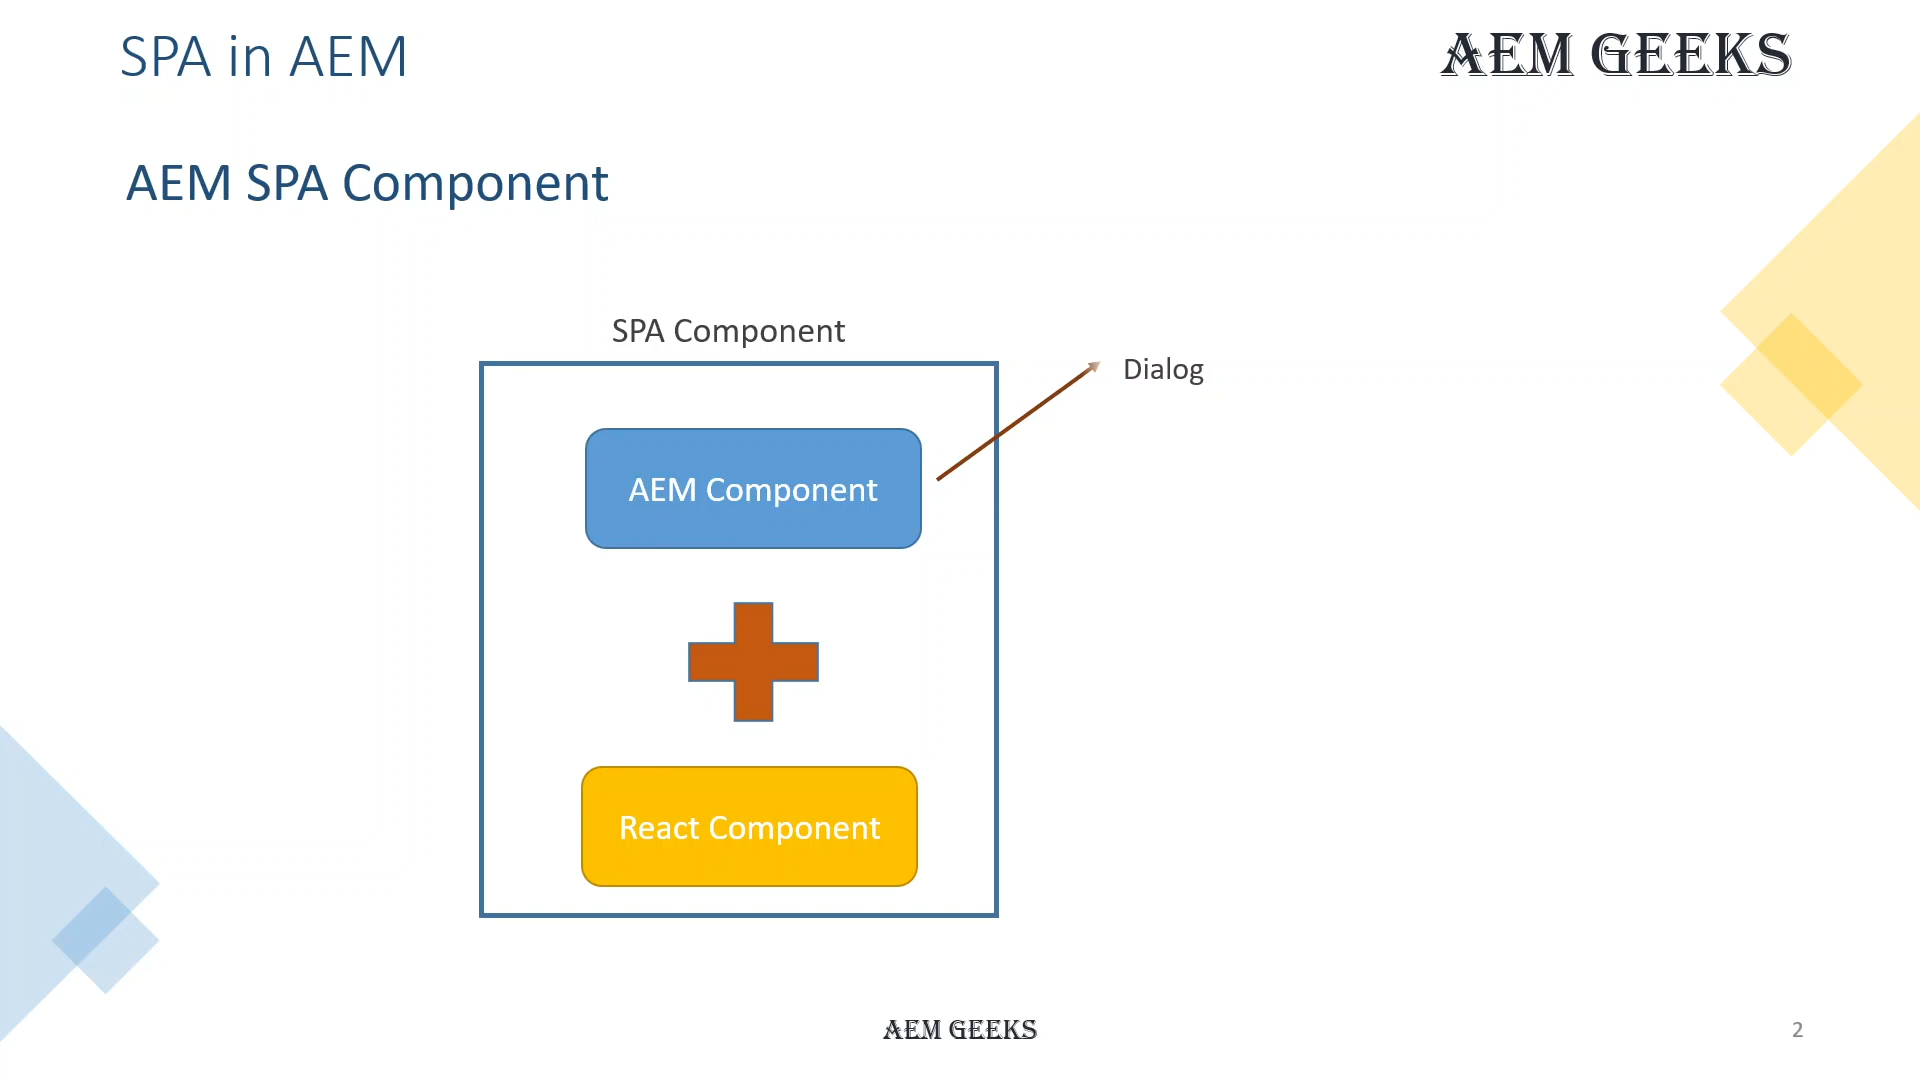 SPA in AEM
AEM GEEKS
AEM SPA Component
SPA Component
Dialog
AEM Component
React Component
AEM GEEKS
2